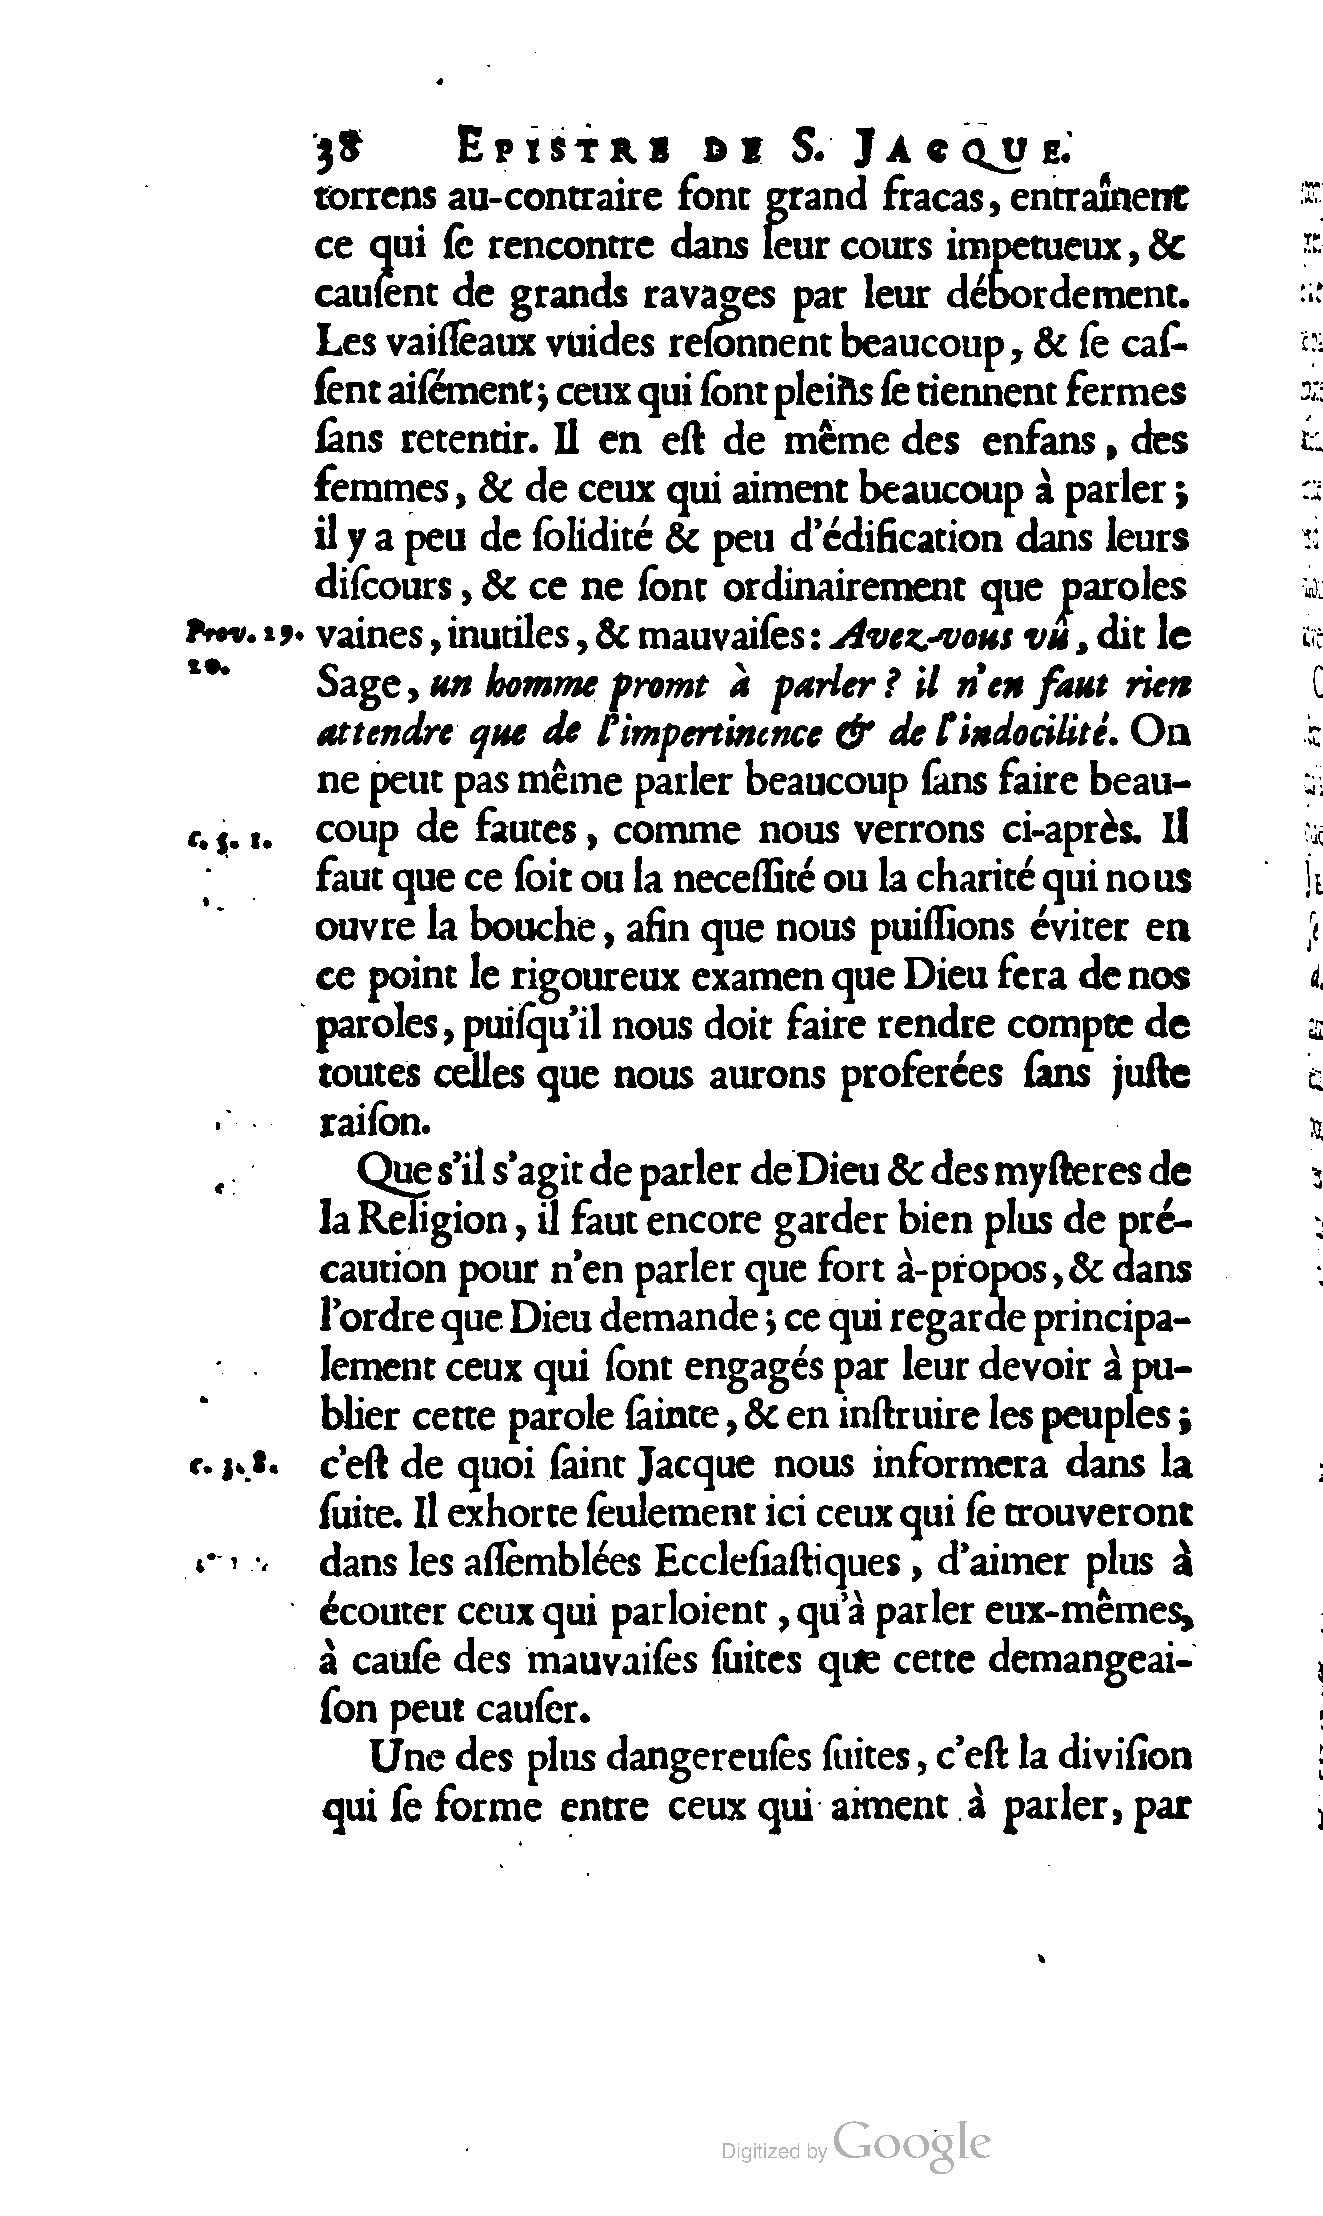 38 EPISTRE DE S. JACQUE.
torrens au-contraire font grand fracas, entraînent
ce qui ſe rencontre dans leur cours impetueux, &
cauſent de grands ravages par leur débordement.
Les vaiſſeaux vuides reſonnent beaucoup, & ſe caſ-
ſent aiſément; ceux qui ſont pleins ſe tiennent fermes
ſans retentir. Il en eſt de même des enfans, des
femmes, & de ceux qui aiment beaucoup à parler;
il y a peu de ſolidité & peu d'édification dans leurs
diſcours, & ce ne ſont ordinairement que paroles
Prov. 29. vaines, inutiles, & mauvaiſes: Avez-vous vû, dit le
20. Sage, un homme promt à parler? il n'en faut rien
attendre que de l'impertinence & de l'indocilité. On
ne peut pas même parler beaucoup ſans faire beau-
c. 3. 1. coup de fautes, comme nous verrons ci-après. Il
faut que ce ſoit ou la neceſſité ou la charité qui nous
ouvre la bouche, afin que nous puiſſions éviter en
ce point le rigoureux examen que Dieu fera de nos
paroles, puiſqu'il nous doit faire rendre compte de
toutes celles que nous aurons proferées ſans juſte
raiſon.
Que s'il s'agit de parler de Dieu & des myſteres de
la Religion, il faut encore garder bien plus de pré-
caution pour n'en parler que fort à-propos, & dans
l'ordre que Dieu demande; ce qui regarde principa-
lement ceux qui ſont engagés par leur devoir à pu-
blier cette parole ſainte, & en inſtruire les peuples;
c. 3. 8. c'eſt de quoi ſaint Jacque nous informera dans la
ſuite. Il exhorte ſeulement ici ceux qui ſe trouveront
dans les aſſemblées Eccleſiaſtiques, d'aimer plus à
écouter ceux qui parloient, qu'à parler eux-mêmes,
à cauſe des mauvaiſes ſuites que cette demangeai-
ſon peut cauſer.
Une des plus dangereuſes ſuites, c'eſt la diviſion
qui ſe forme entre ceux qui aiment à parler, par
Digitized by Google